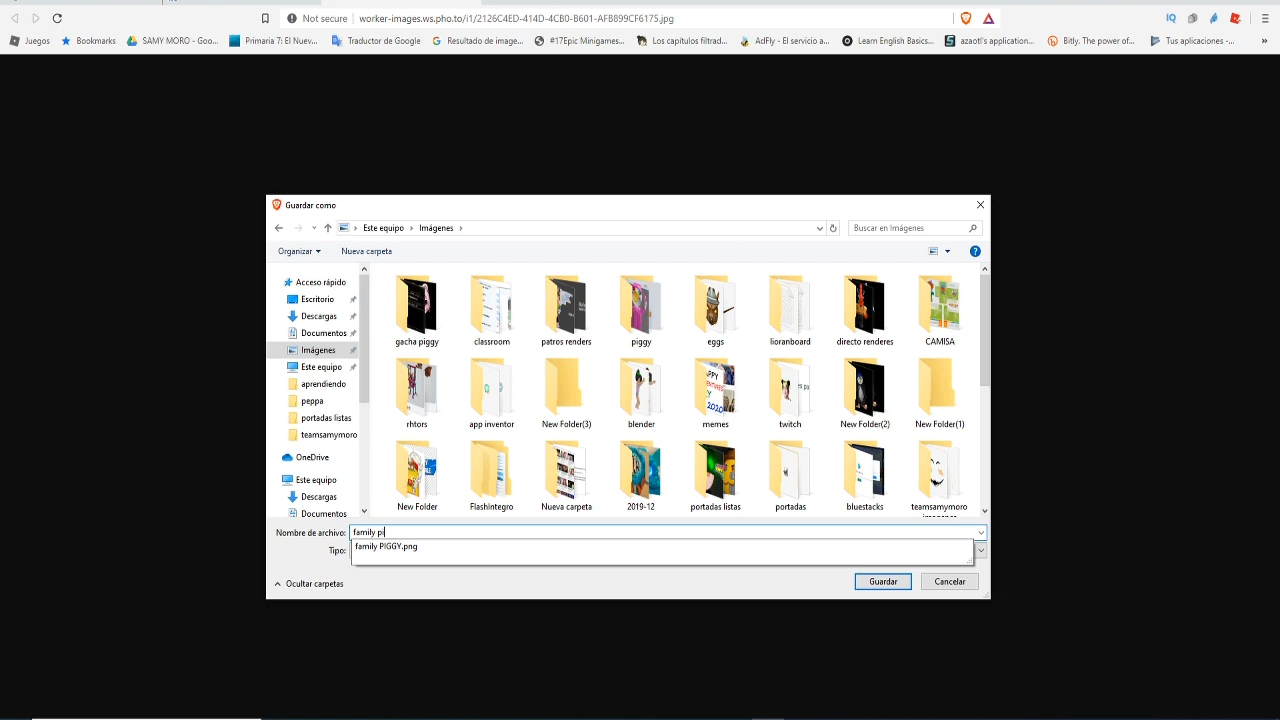 Not secure
worker-images.ws.pho.to/i1/2126C4ED-414D-4CB0-B601-AFB899CF6175.jpg
IQ
Juegos
Bookmarks
SAMY MORO - Goo...
Primaria 7: El Nuev...
Traductor de Google
Resultado de image...
#17Epic Minigames...
Los capítulos filtrad...
AdFly - El servicio a...
Learn English Basics...
azaotl's application...
Bitly. The power of...
Tus aplicaciones -...
»
Guardar como
Este equipo > Imágenes >
Buscar en Imágenes
Organizar
Nueva carpeta
Acceso rápido
Escritorio
Descargas
Documentos
Imágenes
Este equipo
aprendiendo
peppa
portadas listas
teamsamymoro
OneDrive
Este equipo
Descargas
Documentos
gacha piggy
classroom
patros renders
piggy
eggs
lioranboard
directo renderes
CAMISA
rhtors
app inventor
New Folder(3)
blender
memes
twitch
New Folder(2)
New Folder(1)
New Folder
FlashIntegro
Nueva carpeta
2019-12
portadas listas
portadas
bluestacks
teamsamymoro
Nombre de archivo:
family pi
family PIGGY.png
Tipo:
Ocultar carpetas
Guardar
Cancelar